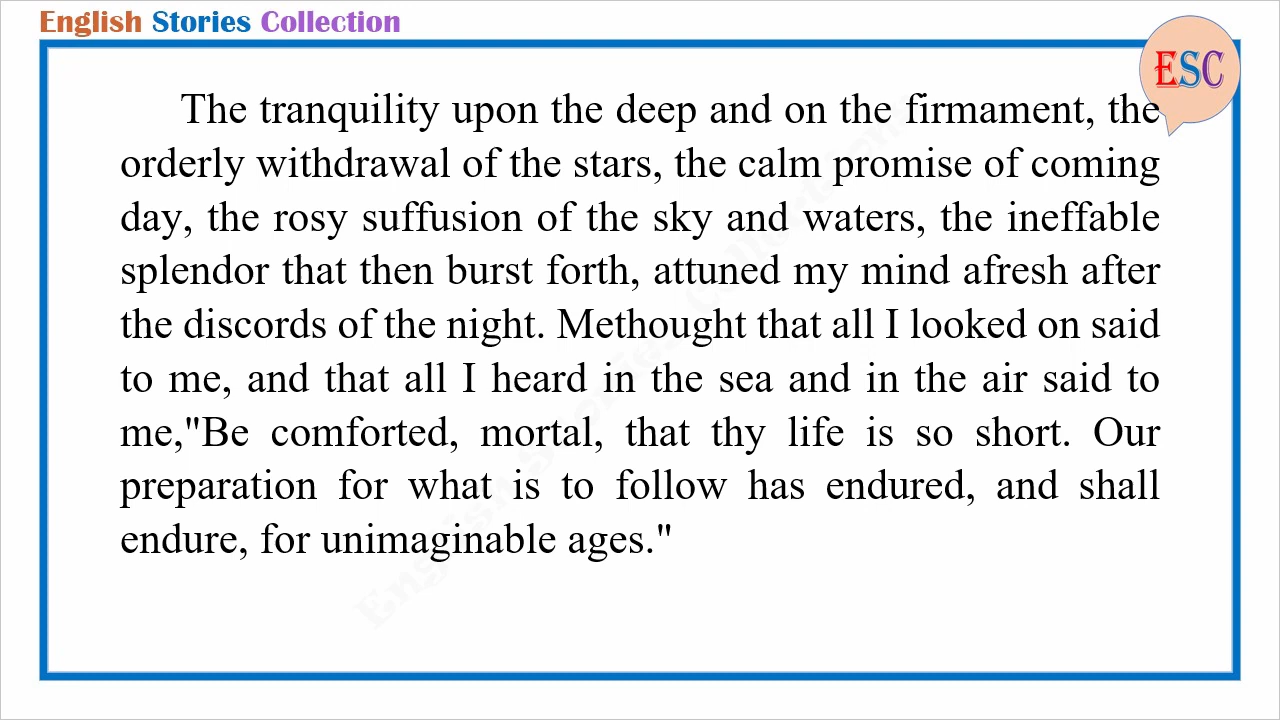 English Stories Collection
ESC
The tranquility upon the deep and on the firmament, the
orderly withdrawal of the stars, the calm promise of coming
day, the rosy suffusion of the sky and waters, the ineffable
splendor that then burst forth, attuned my mind afresh after
the discords of the night. Methought that all I looked on said
to me, and that all I heard in the sea and in the air said to
me,"Be comforted, mortal, that thy life is so short. Our
preparation for what is to follow has endured, and shall
endure, for unimaginable ages."
English Stories Collections